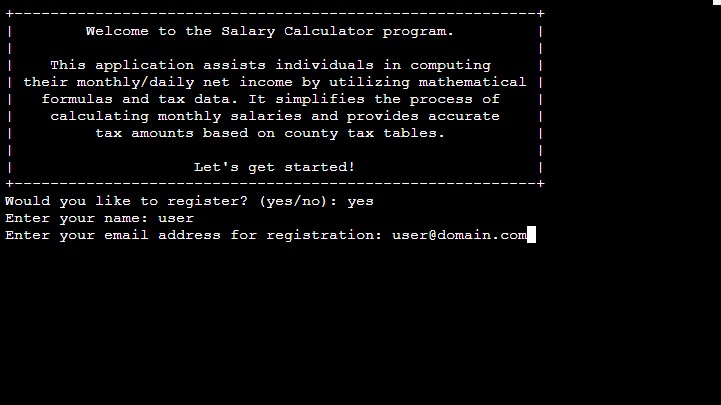 Welcome to the Salary Calculator program.
This application assists individuals in computing
their monthly/daily net income by utilizing mathematical
formulas and tax data. It simplifies the process of
calculating monthly salaries and provides accurate
tax amounts based on county tax tables.
Let's get started!
Would you like to register? (yes/no): yes
Enter your name: user
Enter your email address for registration: user@domain.com